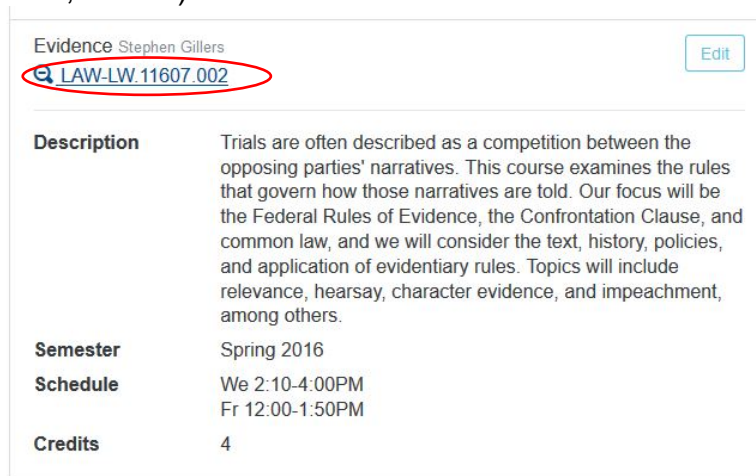 Evidence Stephen Gillers
Edit
LAW-LW.11607.002
Description Trials are often described as a competition between the
opposing parties' narratives. This course examines the rules
that govern how those narratives are told. Our focus will be
the Federal Rules of Evidence, the Confrontation Clause, and
common law, and we will consider the text, history, policies,
and application of evidentiary rules. Topics will include
relevance, hearsay, character evidence, and impeachment,
among others.
Semester Spring 2016
Schedule We 2:10-4:00PM
Fr 12:00-1:50PM
Credits 4